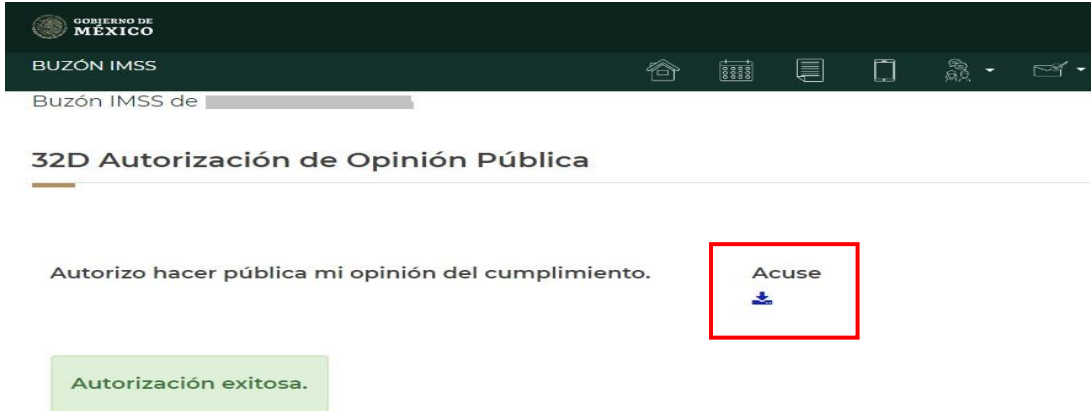 GOBIERNO DE
MÉXICO
BUZÓN IMSS
Buzón IMSS de
32D Autorización de Opinión Pública
Autorizo hacer pública mi opinión del cumplimiento.
Acuse
Autorización exitosa.